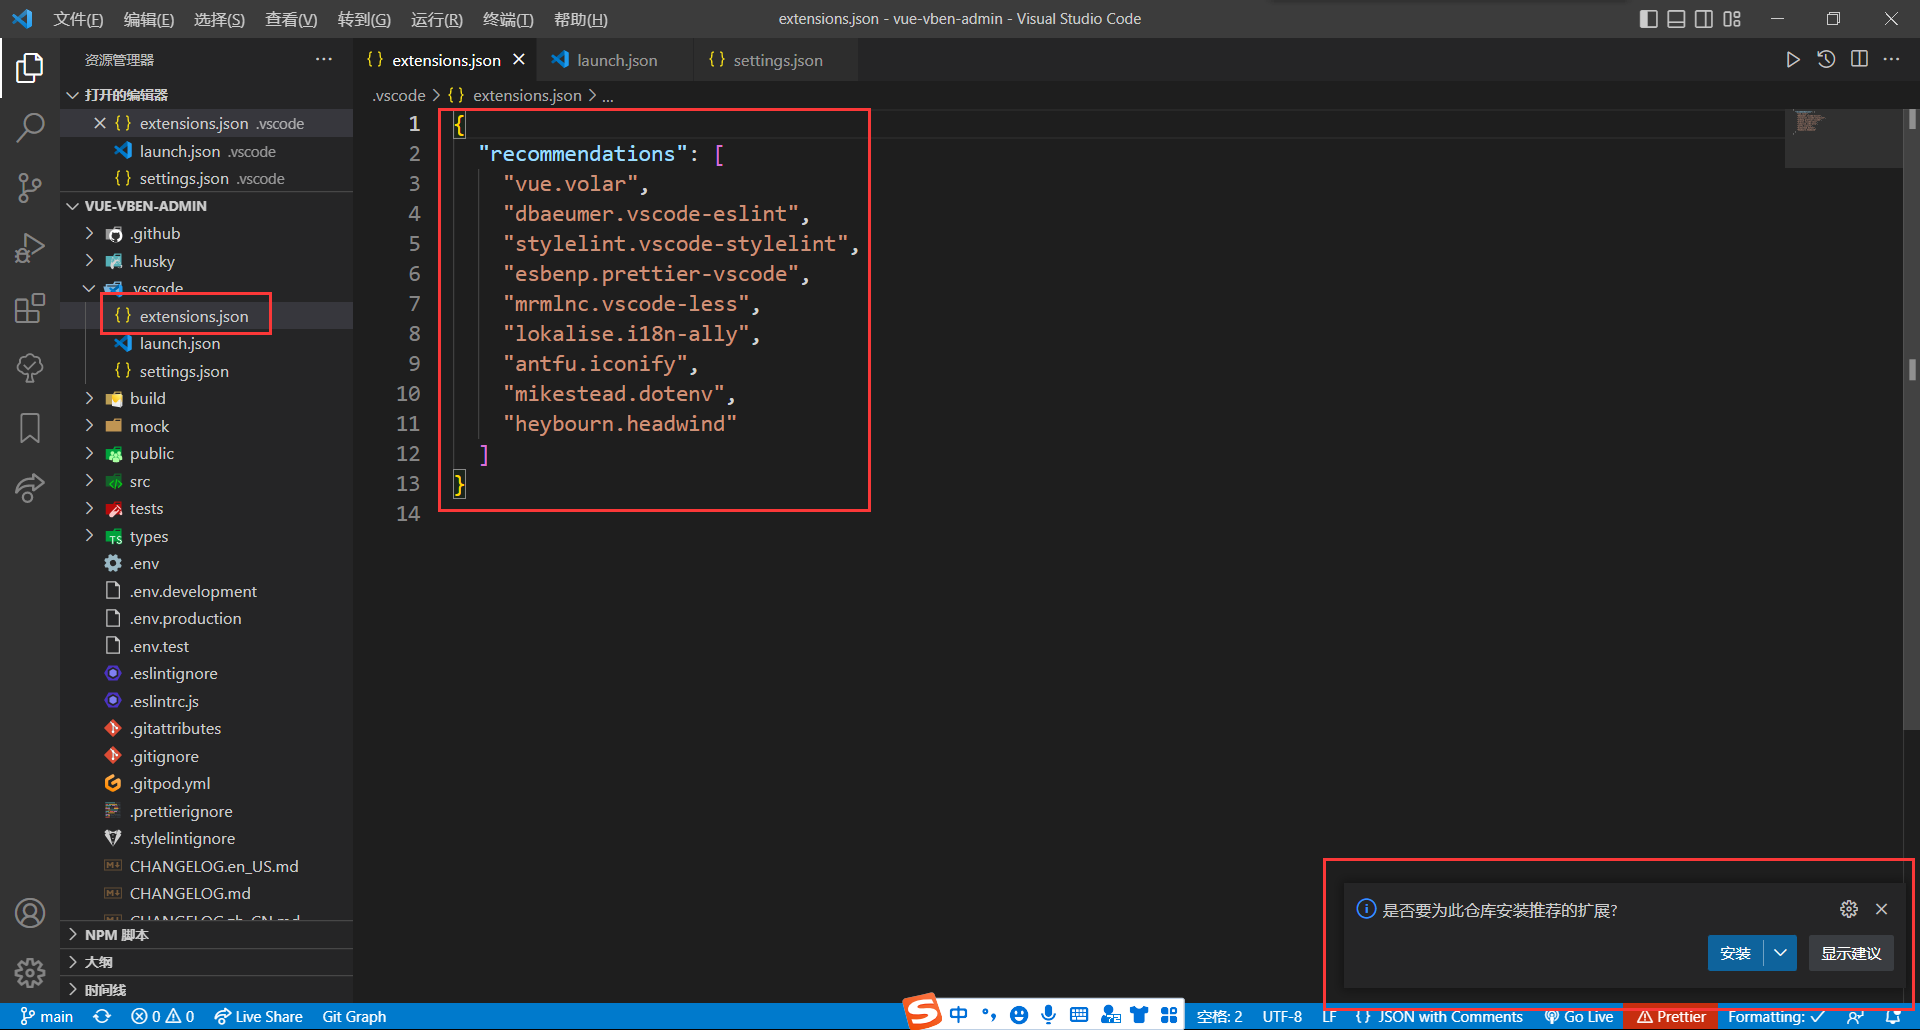 文件(F) 编辑(E) 选择(S) 查看(V) 转到(G) 运行(R) 终端(T) 帮助(H)
extensions.json - vue-vben-admin - Visual Studio Code
资源管理器
打开的编辑器
extensions.json .vscode
launch.json .vscode
settings.json .vscode
VUE-VBEN-ADMIN
.github
.husky
.vscode
extensions.json
launch.json
settings.json
build
mock
public
src
tests
types
.env
.env.development
.env.production
.env.test
.eslintignore
.eslintrc.js
.gitattributes
.gitignore
.gitpod.yml
.prettierignore
.stylelintignore
CHANGELOG.en_US.md
CHANGELOG.md
CHANGELOG.zh_CN.md
NPM 脚本
大纲
时间线
extensions.json
launch.json
settings.json
.vscode > {} extensions.json > ...
1 {
2 "recommendations": [
3 "vue.volar",
4 "dbaeumer.vscode-eslint",
5 "stylelint.vscode-stylelint",
6 "esbenp.prettier-vscode",
7 "mrmlnc.vscode-less",
8 "lokalise.i18n-ally",
9 "antfu.iconify",
10 "mikestead.dotenv",
11 "heybourn.headwind"
12 ]
13 }
14
是否要为此仓库安装推荐的扩展?
安装
显示建议
main 0 0 Live Share Git Graph
中
空格: 2 UTF-8 LF {} JSON with Comments Go Live Prettier Formatting: ✓